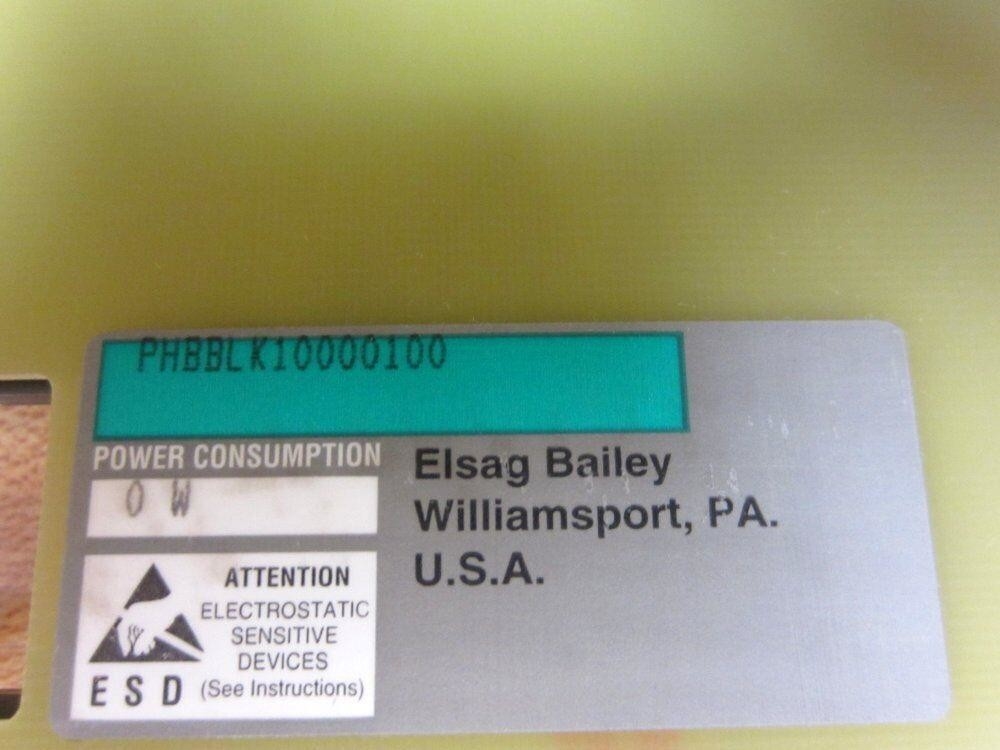 PHBBLK10000100
POWER CONSUMPTION
0 W
Elsag Bailey
Williamsport, PA.
U.S.A.
ATTENTION
ELECTROSTATIC
SENSITIVE
DEVICES
(See Instructions)
ESD